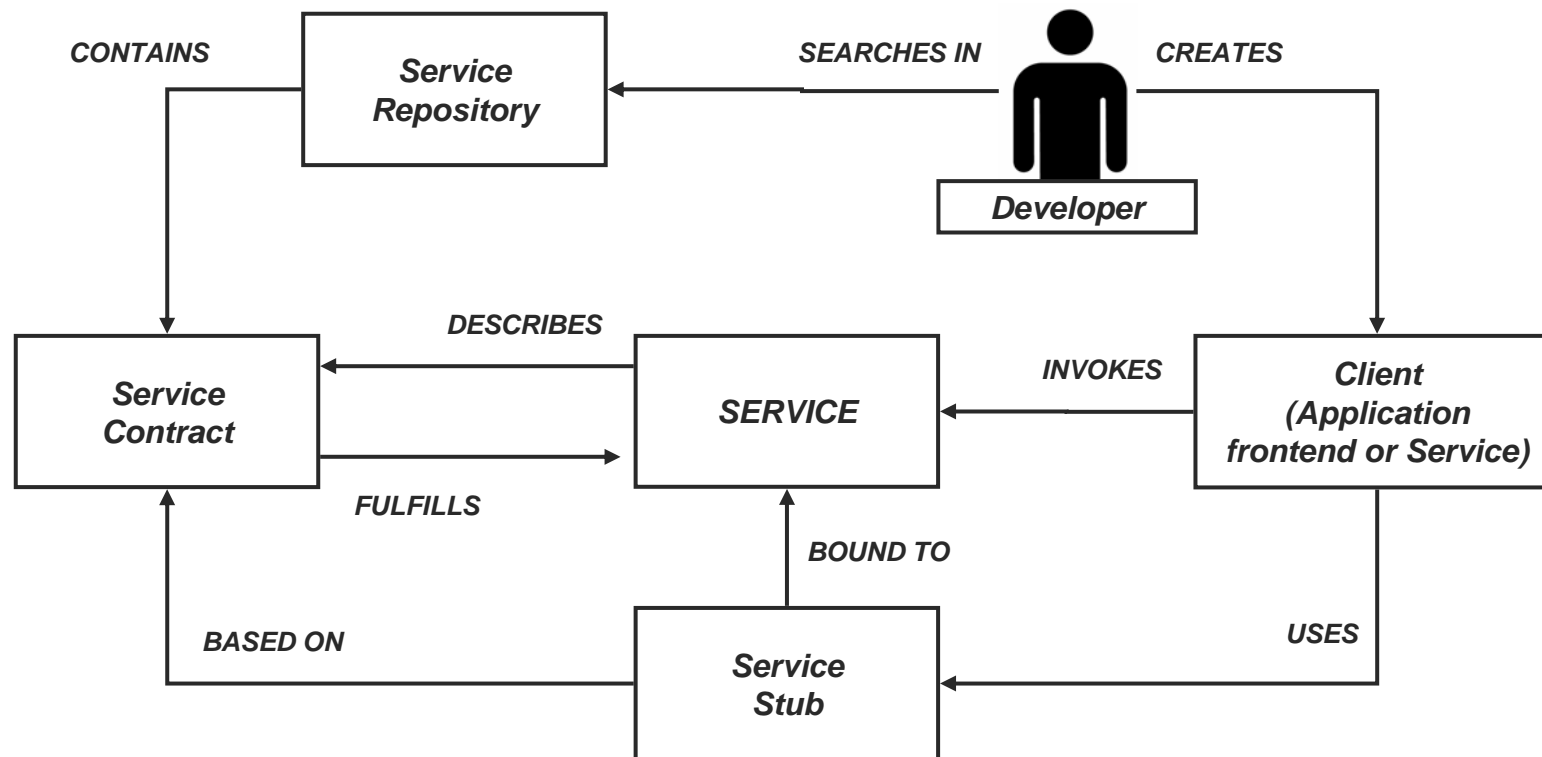 CONTAINS
Service
Repository
SEARCHES IN
CREATES
Developer
DESCRIBES
Service
Contract
SERVICE
INVOKES
Client
(Application
frontend or Service)
FULFILLS
BOUND TO
BASED ON
Service
Stub
USES